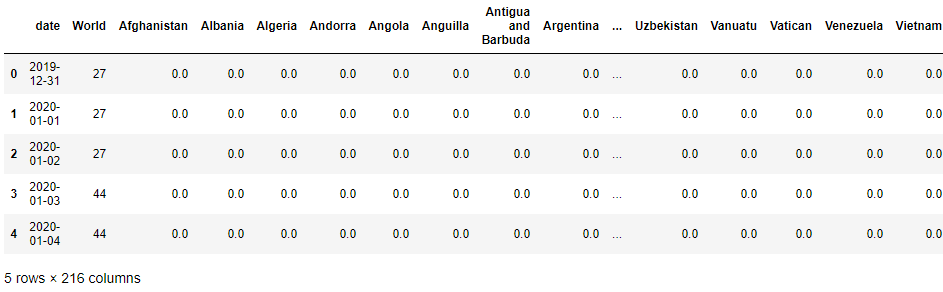 date World Afghanistan Albania Algeria Andorra Angola Anguilla Antigua and Barbuda Argentina ... Uzbekistan Vanuatu Vatican Venezuela Vietnam
0 2019-12-31 27 0.0 0.0 0.0 0.0 0.0 0.0 0.0 0.0 ... 0.0 0.0 0.0 0.0 0.0
1 2020-01-01 27 0.0 0.0 0.0 0.0 0.0 0.0 0.0 0.0 ... 0.0 0.0 0.0 0.0 0.0
2 2020-01-02 27 0.0 0.0 0.0 0.0 0.0 0.0 0.0 0.0 ... 0.0 0.0 0.0 0.0 0.0
3 2020-01-03 44 0.0 0.0 0.0 0.0 0.0 0.0 0.0 0.0 ... 0.0 0.0 0.0 0.0 0.0
4 2020-01-04 44 0.0 0.0 0.0 0.0 0.0 0.0 0.0 0.0 ... 0.0 0.0 0.0 0.0 0.0
5 rows × 216 columns